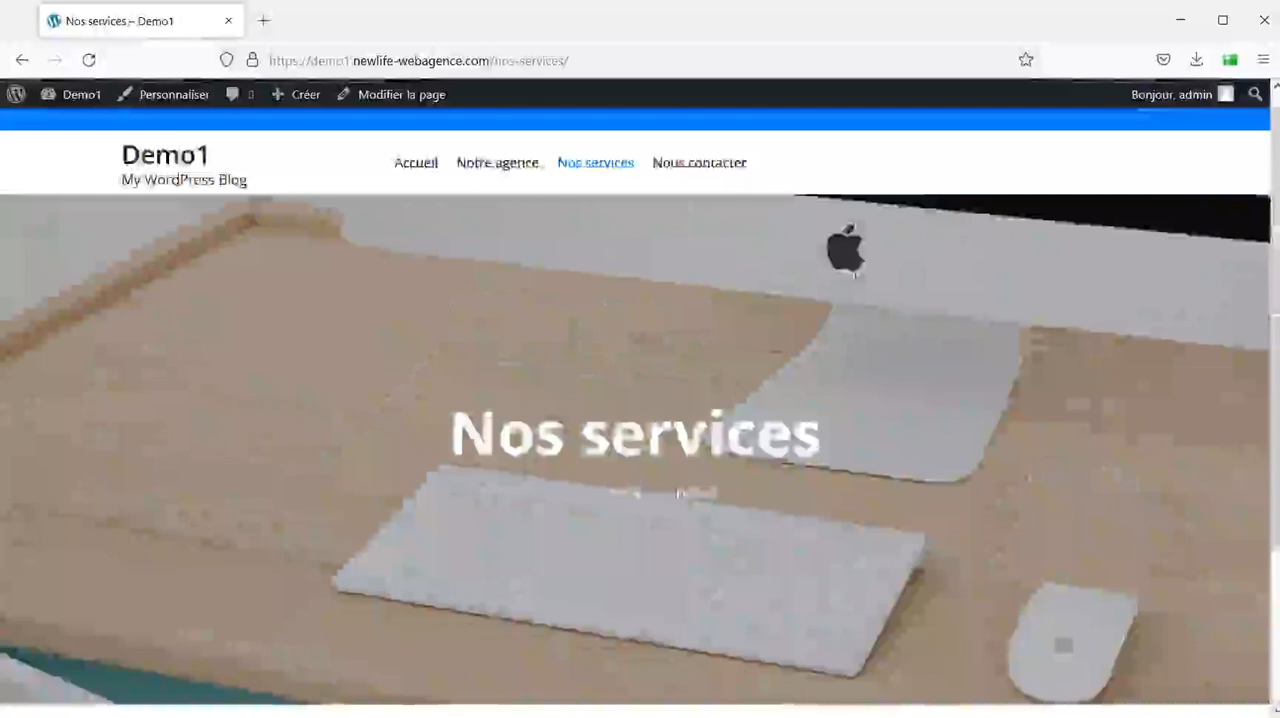 Nos services – Demo1
https://demo1.newlife-webagence.com/nos-services/
Demo1 Personnaliser 0 Créer Modifier la page Bonjour, admin
Demo1
My WordPress Blog
Accueil Notre agence Nos services Nous contacter
Nos services